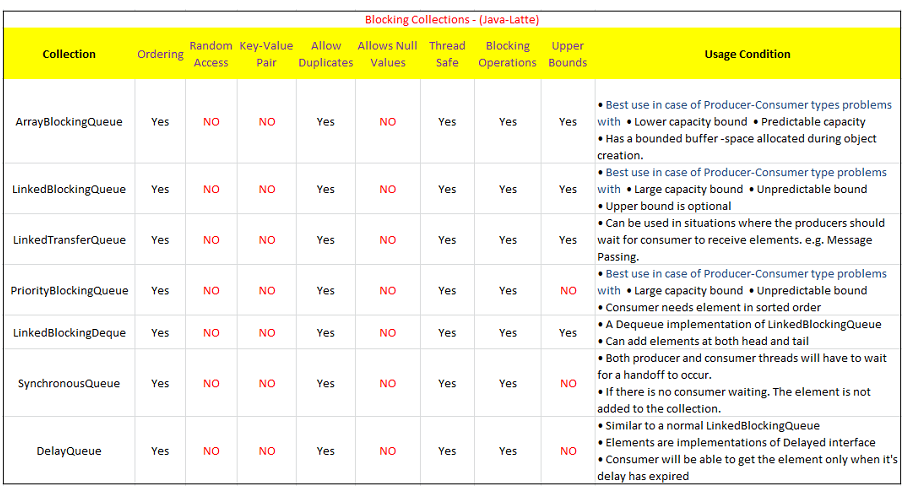 Blocking Collections - (Java-Latte)
Collection Ordering Random Access Key-Value Pair Allow Duplicates Allows Null Values Thread Safe Blocking Operations Upper Bounds Usage Condition
ArrayBlockingQueue Yes NO NO Yes NO Yes Yes Yes
• Best use in case of Producer-Consumer types problems
with • Lower capacity bound • Predictable capacity
• Has a bounded buffer -space allocated during object
creation.
LinkedBlockingQueue Yes NO NO Yes NO Yes Yes Yes
• Best use in case of Producer-Consumer type problems
with • Large capacity bound • Unpredictable bound
• Upper bound is optional
LinkedTransferQueue Yes NO NO Yes NO Yes Yes Yes
• Can be used in situations where the producers should
wait for consumer to receive elements. e.g. Message
Passing.
PriorityBlockingQueue Yes NO NO Yes NO Yes Yes NO
• Best use in case of Producer-Consumer type problems
with • Large capacity bound • Unpredictable bound
• Consumer needs element in sorted order
LinkedBlockingDeque Yes NO NO Yes NO Yes Yes Yes
• A Dequeue implementation of LinkedBlockingQueue
• Can add elements at both head and tail
SynchronousQueue Yes NO NO Yes NO Yes Yes NO
• Both producer and consumer threads will have to wait
for a handoff to occur.
• If there is no consumer waiting. The element is not
added to the collection.
DelayQueue Yes NO NO Yes NO Yes Yes NO
• Similar to a normal LinkedBlockingQueue
• Elements are implementations of Delayed interface
• Consumer will be able to get the element only when it's
delay has expired